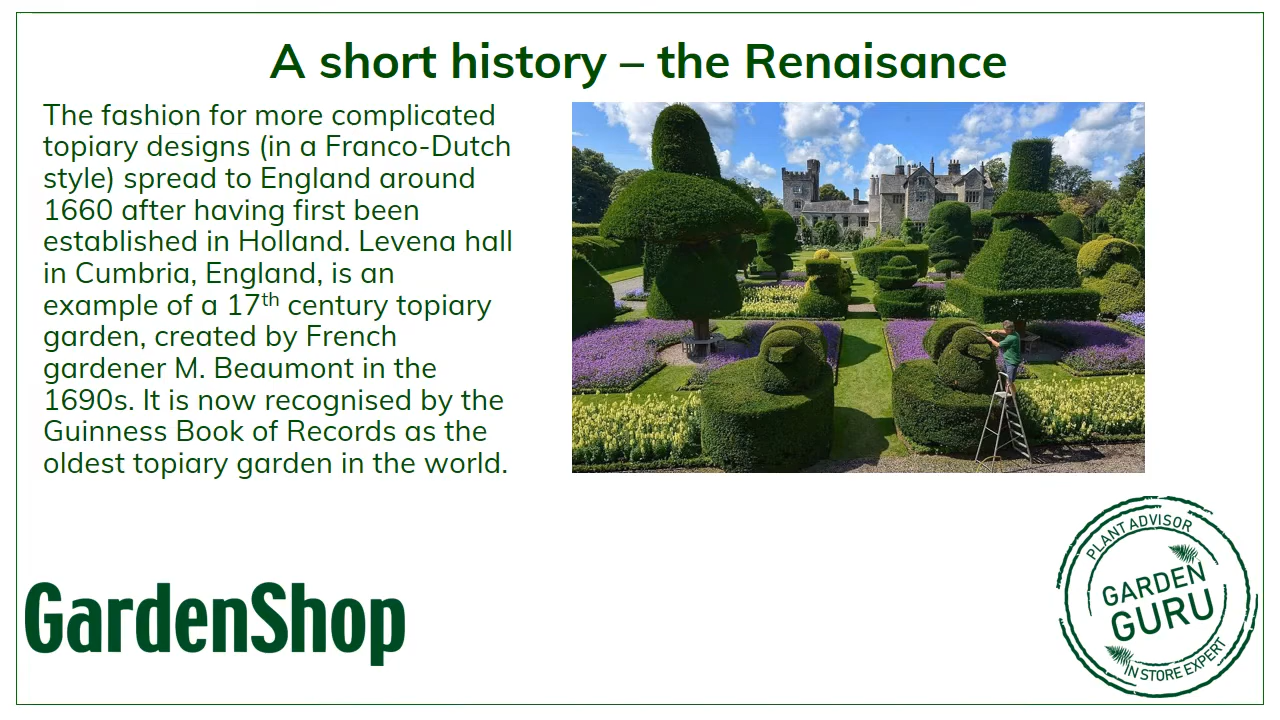 A short history – the Renaisance
The fashion for more complicated
topiary designs (in a Franco-Dutch
style) spread to England around
1660 after having first been
established in Holland. Levena hall
in Cumbria, England, is an
example of a 17th century topiary
garden, created by French
gardener M. Beaumont in the
1690s. It is now recognised by the
Guinness Book of Records as the
oldest topiary garden in the world.
GardenShop
PLANT ADVISOR
GARDEN
GURU
IN STORE EXPERT